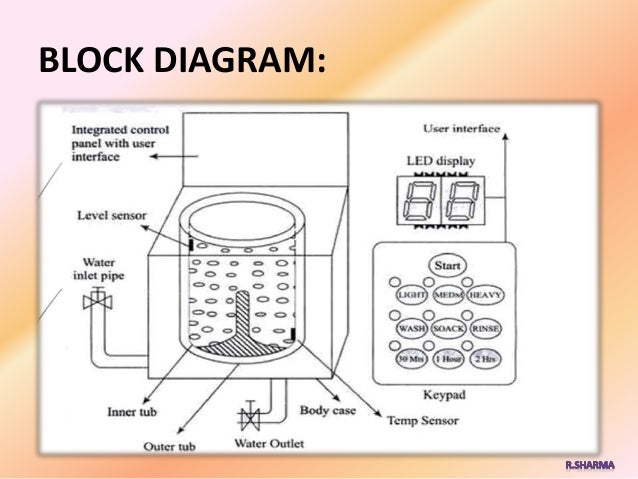 BLOCK DIAGRAM:
Integrated control
panel with user
interface
User interface
LED display
88
Level sensor
Water
inlet pipe
Start
LIGHT MEDM HEAVY
WASH SOACK RINSE
30 Mts 1 Hour 2 Hrs
Keypad
Inner tub
Body case
Temp Sensor
Outer tub
Water Outlet
R.SHARMA